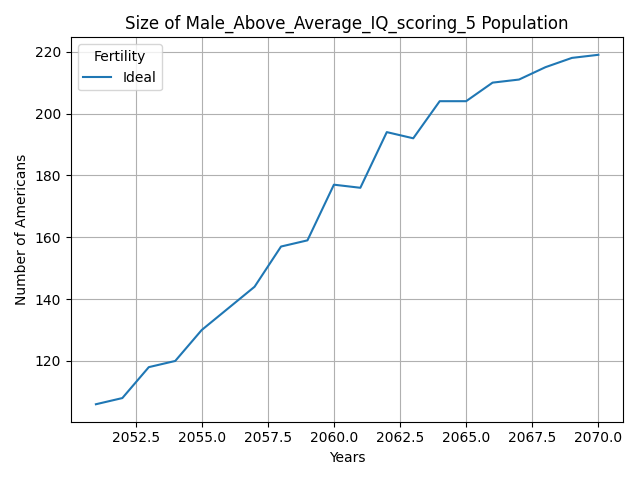 Size of Male_Above_Average_IQ_scoring_5 Population
Fertility
Ideal
Number of Americans
220
200
180
160
140
120
2052.5 2055.0 2057.5 2060.0 2062.5 2065.0 2067.5 2070.0
Years